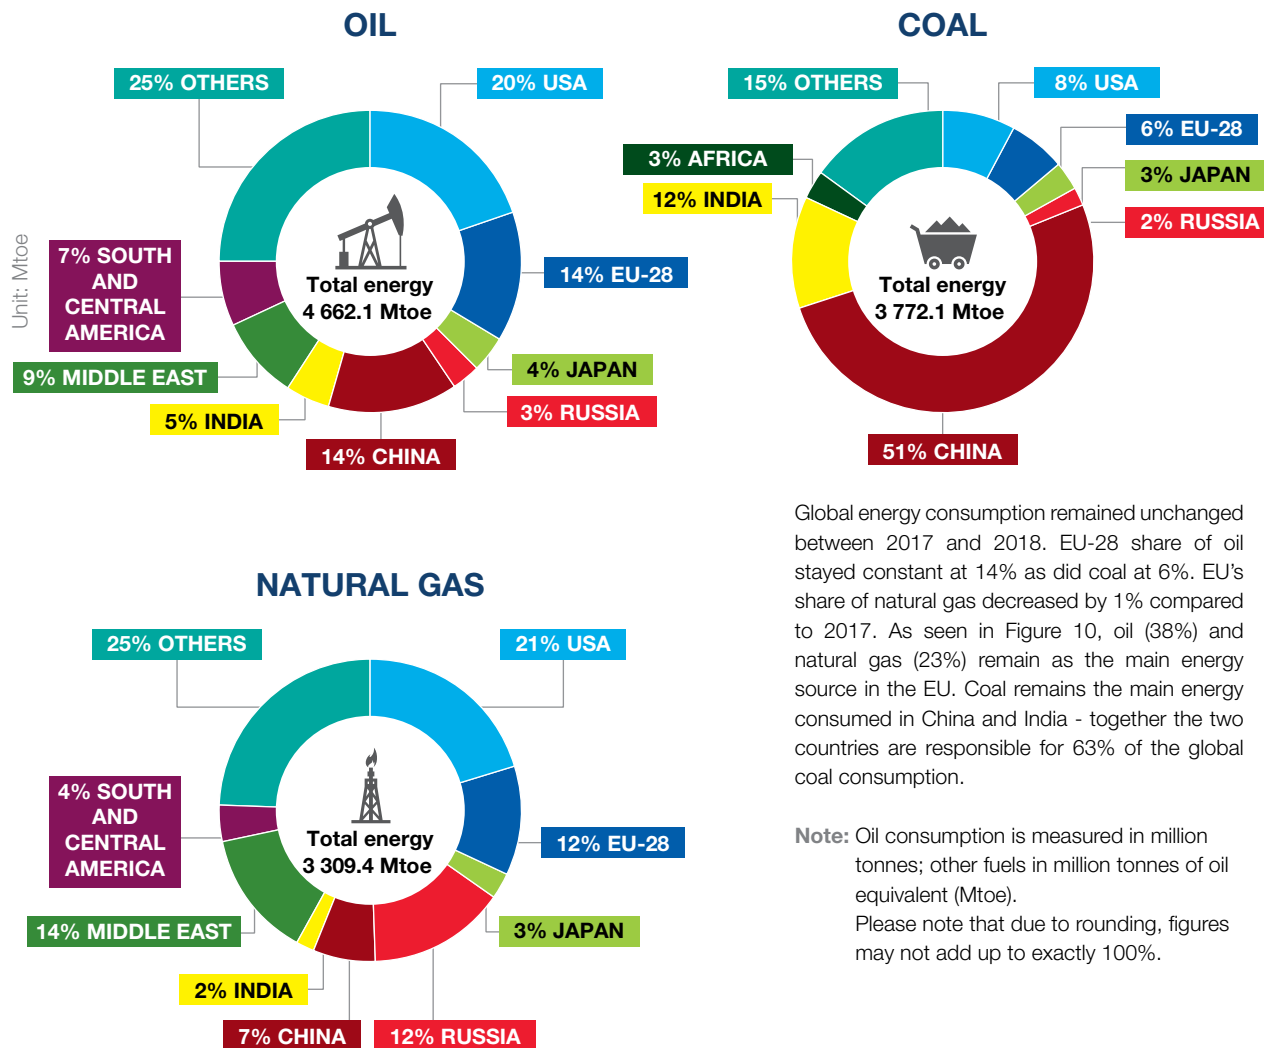 OIL
25% OTHERS
20% USA
14% EU-28
4% JAPAN
3% RUSSIA
14% CHINA
5% INDIA
9% MIDDLE EAST
7% SOUTH
AND
CENTRAL
AMERICA
Total energy
4 662.1 Mtoe
Unit: Mtoe
COAL
15% OTHERS
8% USA
6% EU-28
3% JAPAN
2% RUSSIA
51% CHINA
12% INDIA
3% AFRICA
Total energy
3 772.1 Mtoe
NATURAL GAS
25% OTHERS
21% USA
12% EU-28
3% JAPAN
12% RUSSIA
7% CHINA
2% INDIA
14% MIDDLE EAST
4% SOUTH
AND
CENTRAL
AMERICA
Total energy
3 309.4 Mtoe
Global energy consumption remained unchanged
between 2017 and 2018. EU-28 share of oil
stayed constant at 14% as did coal at 6%. EU’s
share of natural gas decreased by 1% compared
to 2017. As seen in Figure 10, oil (38%) and
natural gas (23%) remain as the main energy
source in the EU. Coal remains the main energy
consumed in China and India - together the two
countries are responsible for 63% of the global
coal consumption.
Note: Oil consumption is measured in million
tonnes; other fuels in million tonnes of oil
equivalent (Mtoe).
Please note that due to rounding, figures
may not add up to exactly 100%.